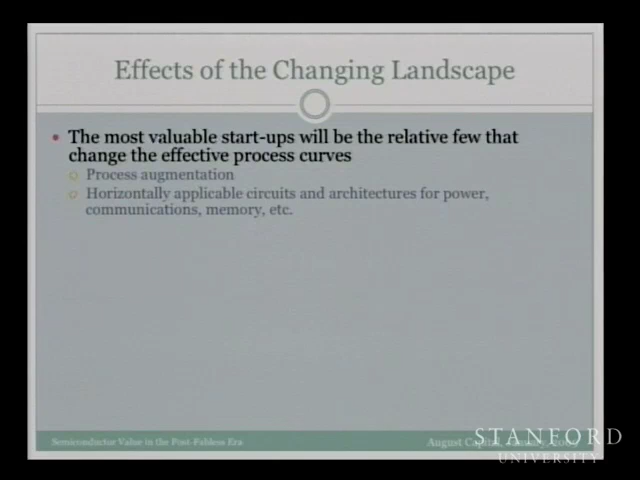 Effects of the Changing Landscape
The most valuable start-ups will be the relative few that
change the effective process curves
Process augmentation
Horizontally applicable circuits and architectures for power,
communications, memory, etc.
Semiconductor Value in the Post-Fabless Era
August Capital,
STANFORD
UNIVERSITY